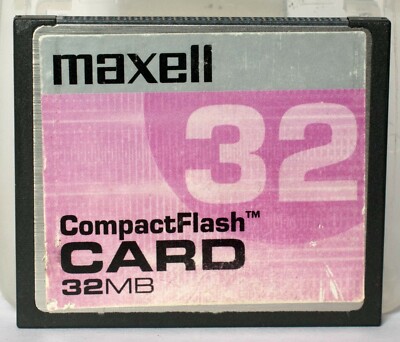 maxell
32
CompactFlash™
CARD
32MB